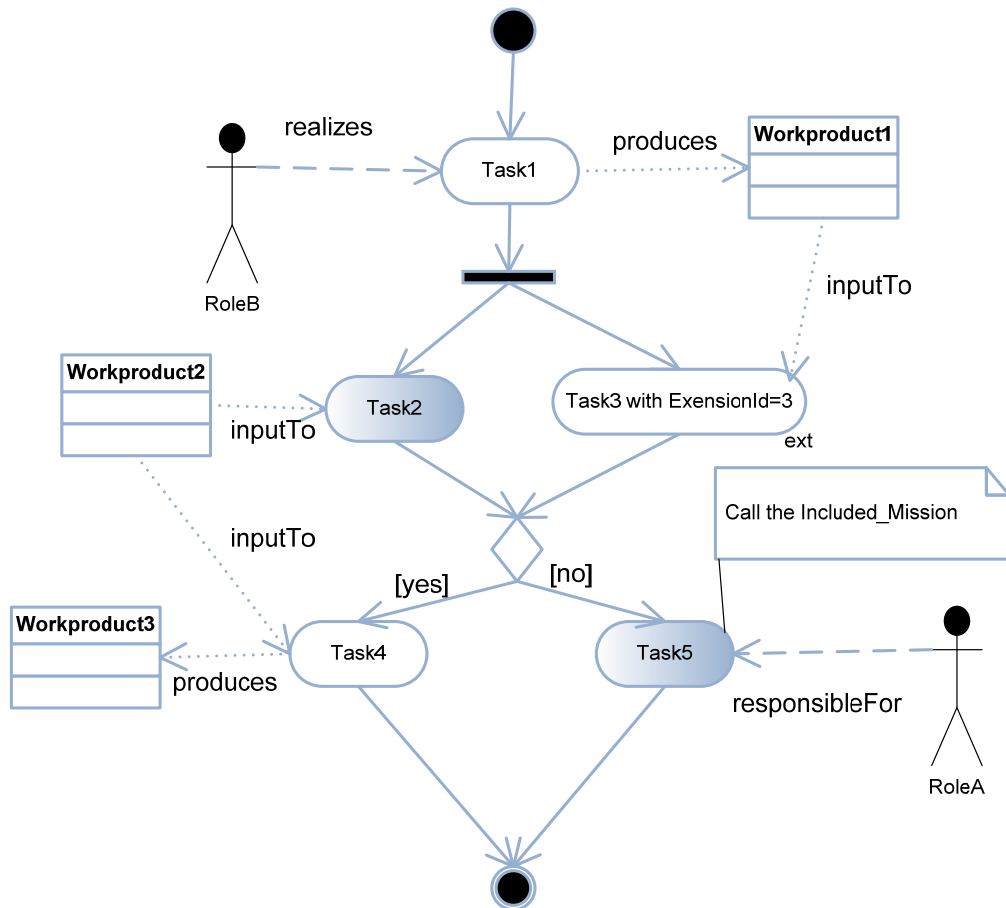 realizes
produces
Workproduct1
Task1
RoleB
inputTo
Workproduct2
Task2
Task3 with ExensionId=3
inputTo
ext
Call the Included_Mission
inputTo
[yes]
[no]
Workproduct3
Task4
Task5
produces
responsibleFor
RoleA